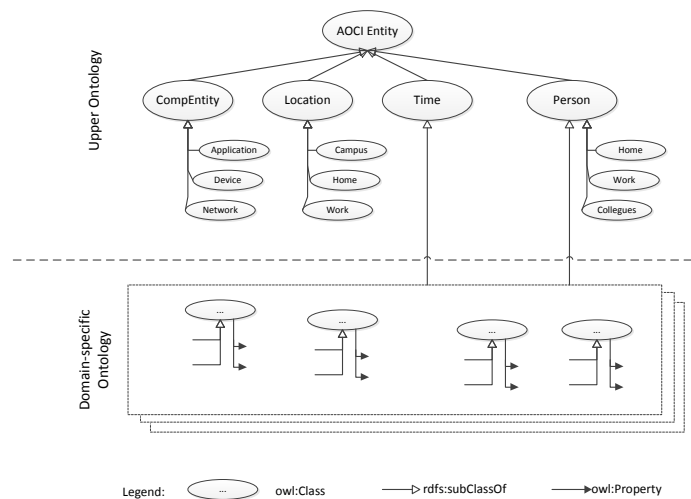 AOCI Entity
Upper Ontology
CompEntity
Location
Time
Person
Application
Campus
Home
Device
Home
Work
Network
Work
Collegues
Domain-specific
Ontology
...
...
...
...
Legend:
...
owl:Class
rdfs:subClassOf
owl:Property